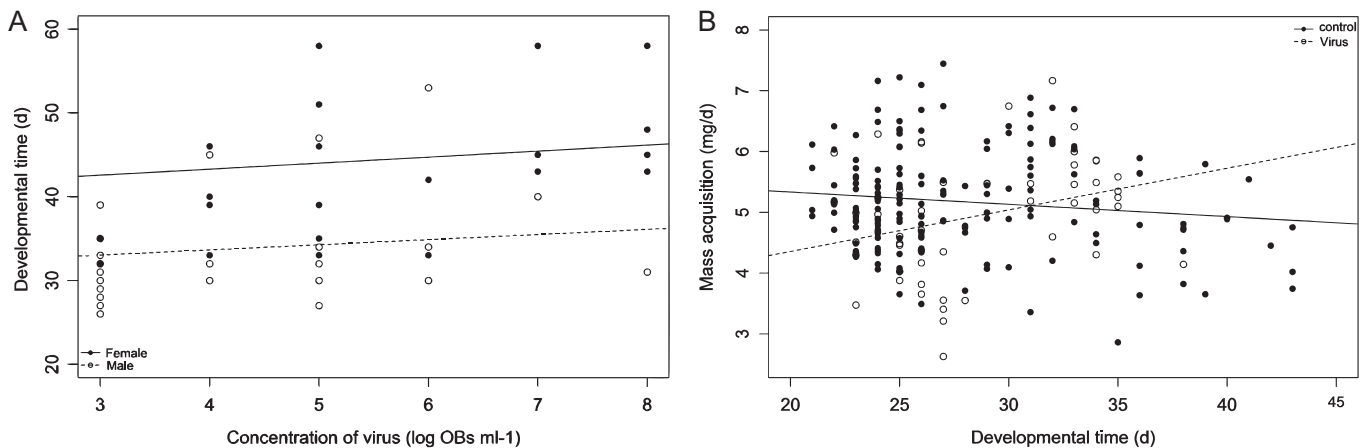 A
Developmental time (d)
60
50
40
30
20
Female
Male
3 4 5 6 7 8
Concentration of virus (log OBs ml-1)
B
Mass acquisition (mg/d)
8
7
6
5
4
3
control
Virus
20 25 30 35 40 45
Developmental time (d)